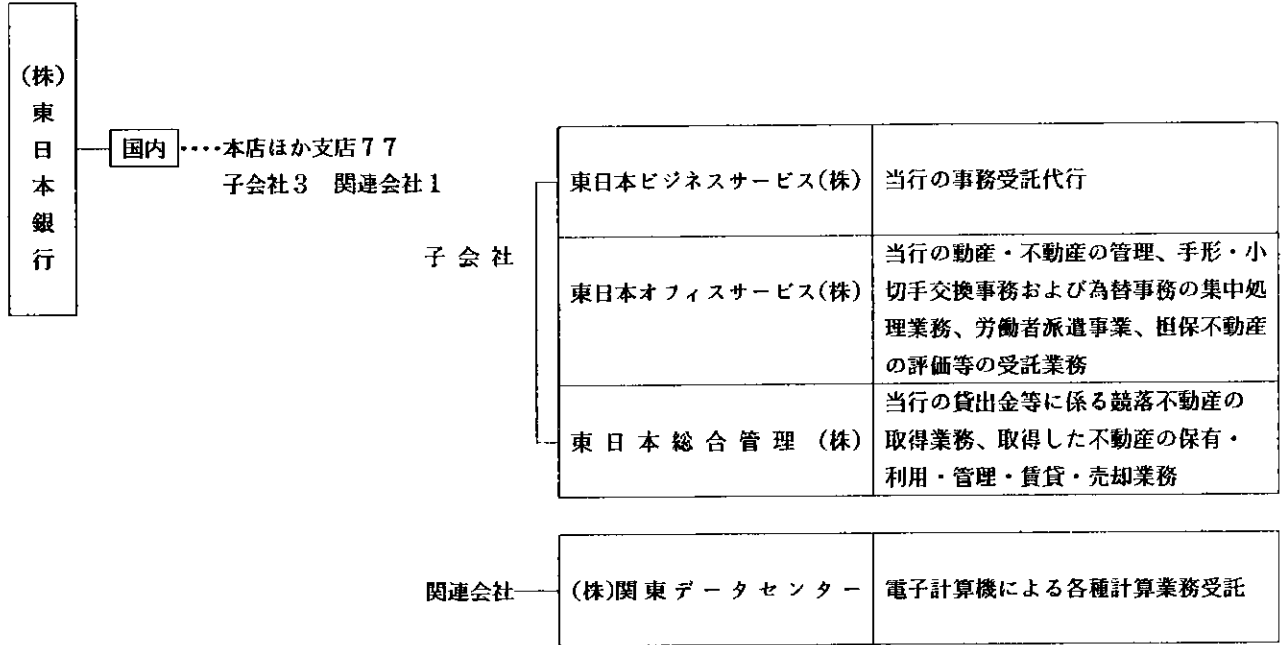 (株)東日本銀行
国内····本店ほか支店77
子会社3 関連会社1
子会社
東日本ビジネスサービス(株) 当行の事務受託代行
東日本オフィスサービス(株)
当行の動産・不動産の管理、手形・小
切手交換事務および為替事務の集中処
理業務、労働者派遣事業、担保不動産
の評価等の受託業務
東日本総合管理(株)
当行の貸出金等に係る競落不動産の
取得業務、取得した不動産の保有・
利用・管理・賃貸・売却業務
関連会社
(株)関東データセンター 電子計算機による各種計算業務受託